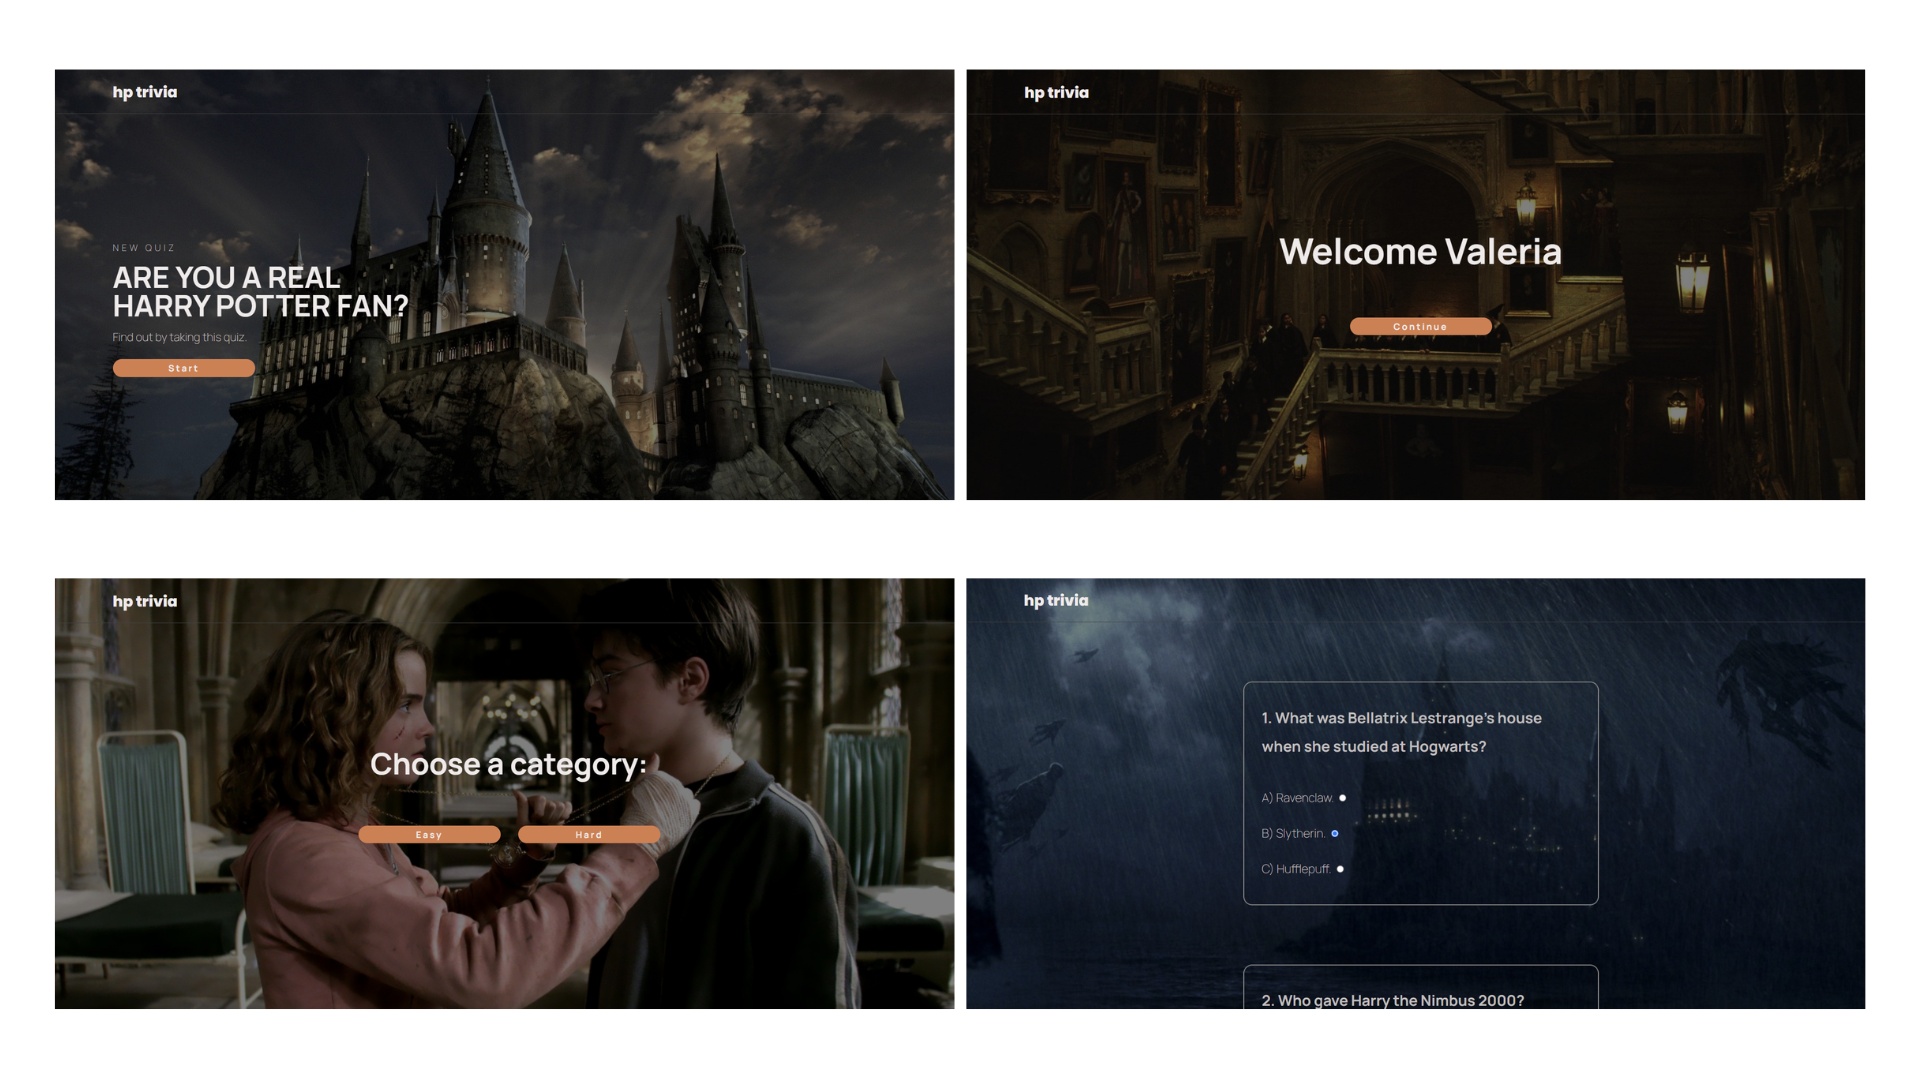 hp trivia
NEW QUIZ
ARE YOU A REAL
HARRY POTTER FAN?
Find out by taking this quiz.
Start
hp trivia
Welcome Valeria
Continue
hp trivia
Choose a category:
Easy
Hard
hp trivia
1. What was Bellatrix Lestrange's house
when she studied at Hogwarts?
A) Ravenclaw.
B) Slytherin.
C) Hufflepuff.
2. Who gave Harry the Nimbus 2000?